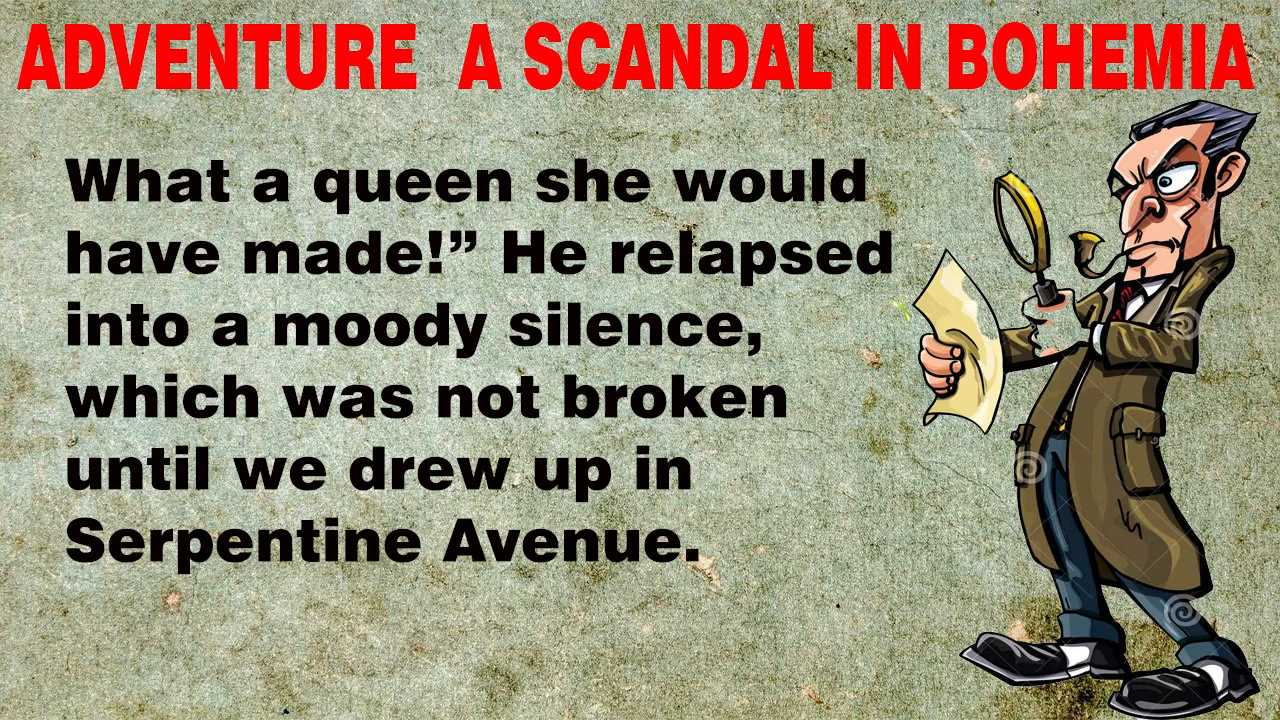 ADVENTURE A SCANDAL IN BOHEMIA
What a queen she would
have made!” He relapsed
into a moody silence,
which was not broken
until we drew up in
Serpentine Avenue.